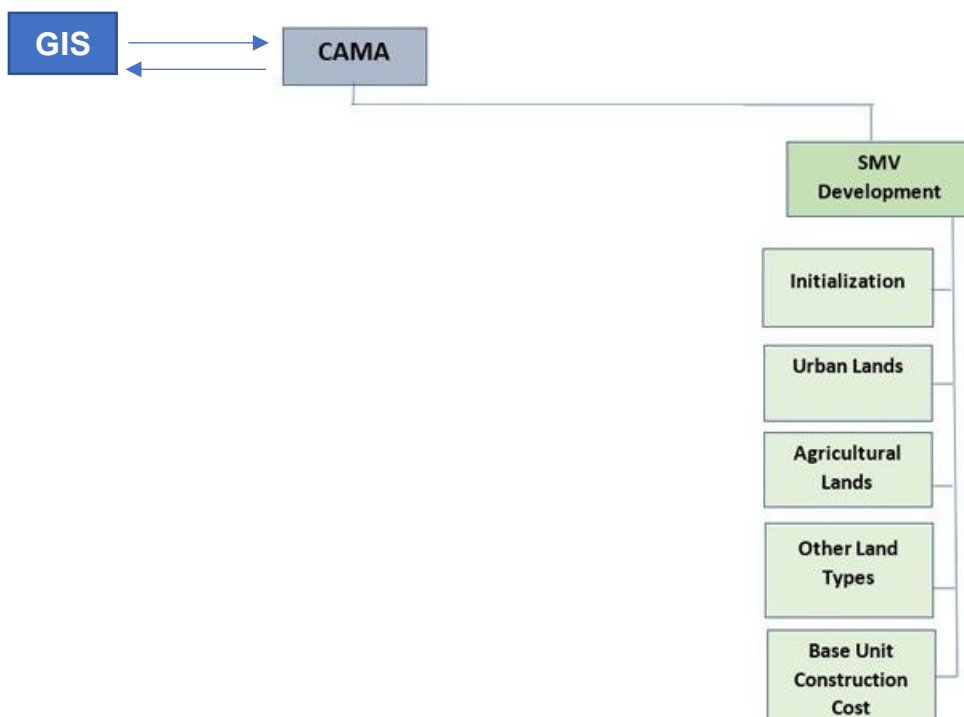 GIS
CAMA
SMV
Development
Initialization
Urban Lands
Agricultural
Lands
Other Land
Types
Base Unit
Construction
Cost